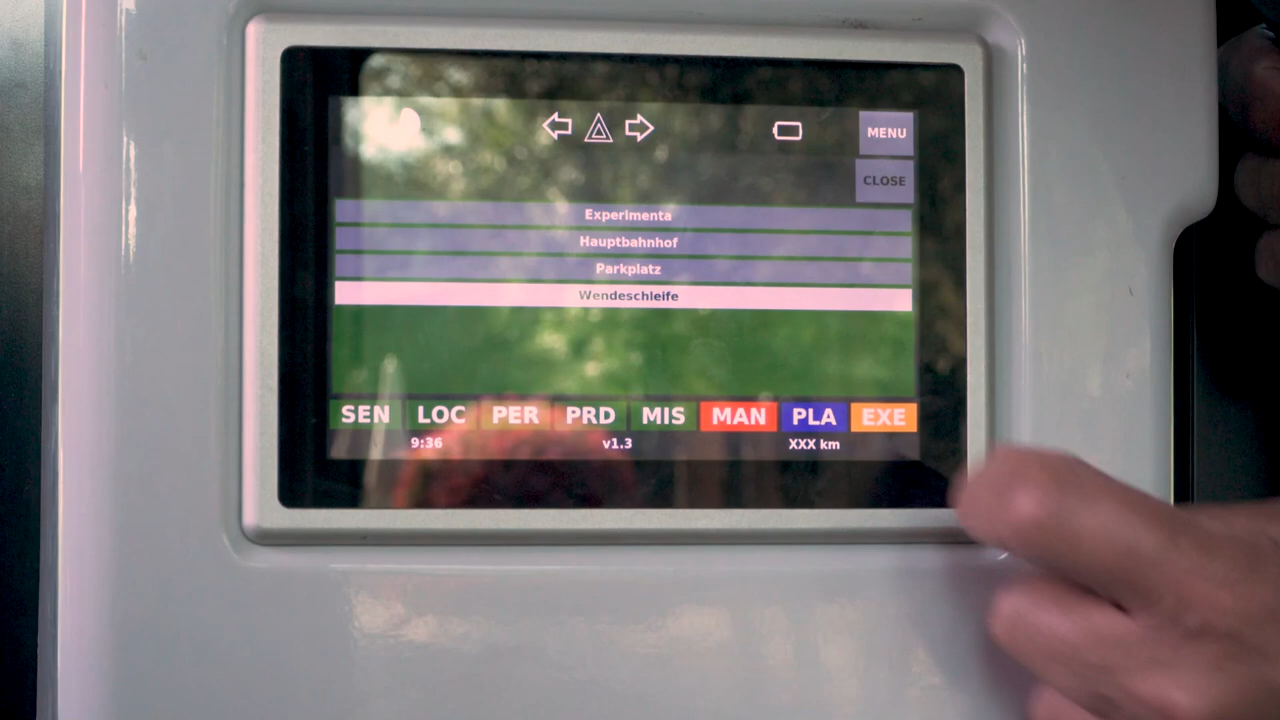 MENU
CLOSE
Experimenta
Hauptbahnhof
Parkplatz
Wendeschleife
SEN LOC PER PRD MIS MAN PLA EXE
9:36 v1.3 XXX km